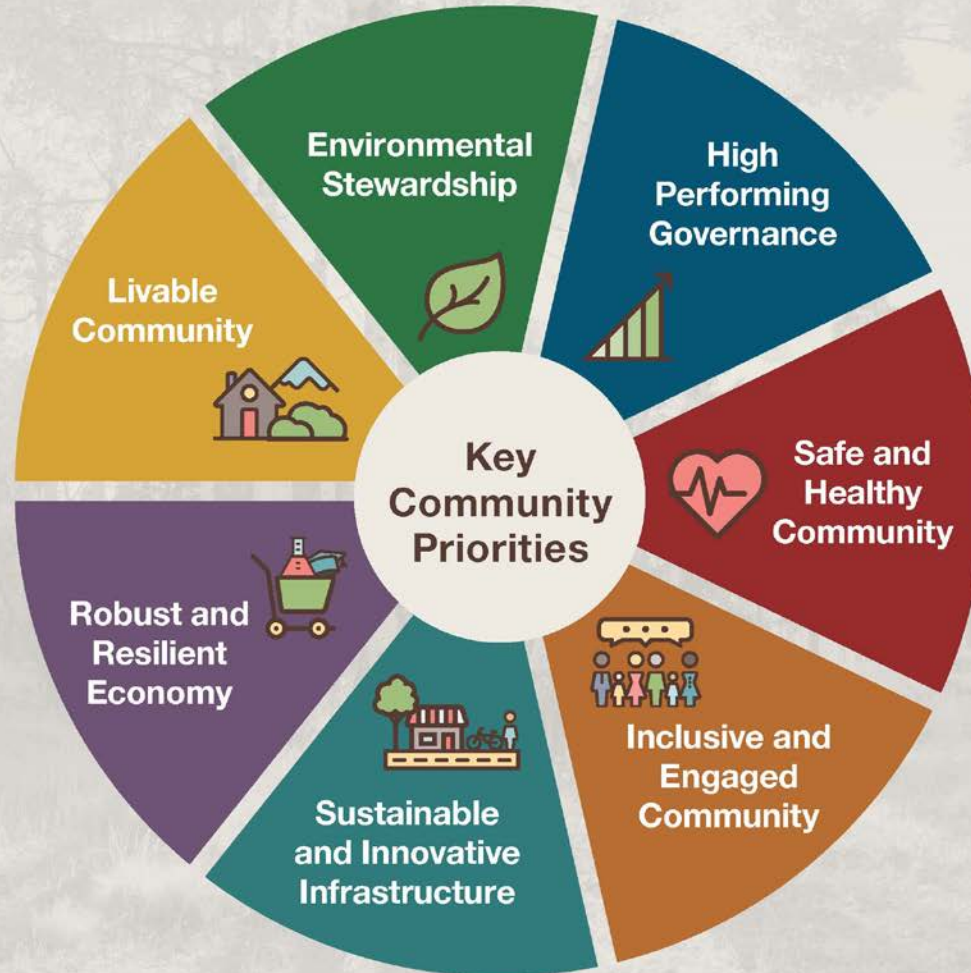 Environmental
Stewardship
High
Performing
Governance
Safe and
Healthy
Community
Inclusive and
Engaged
Community
Sustainable
and Innovative
Infrastructure
Robust and
Resilient
Economy
Livable
Community
Key
Community
Priorities